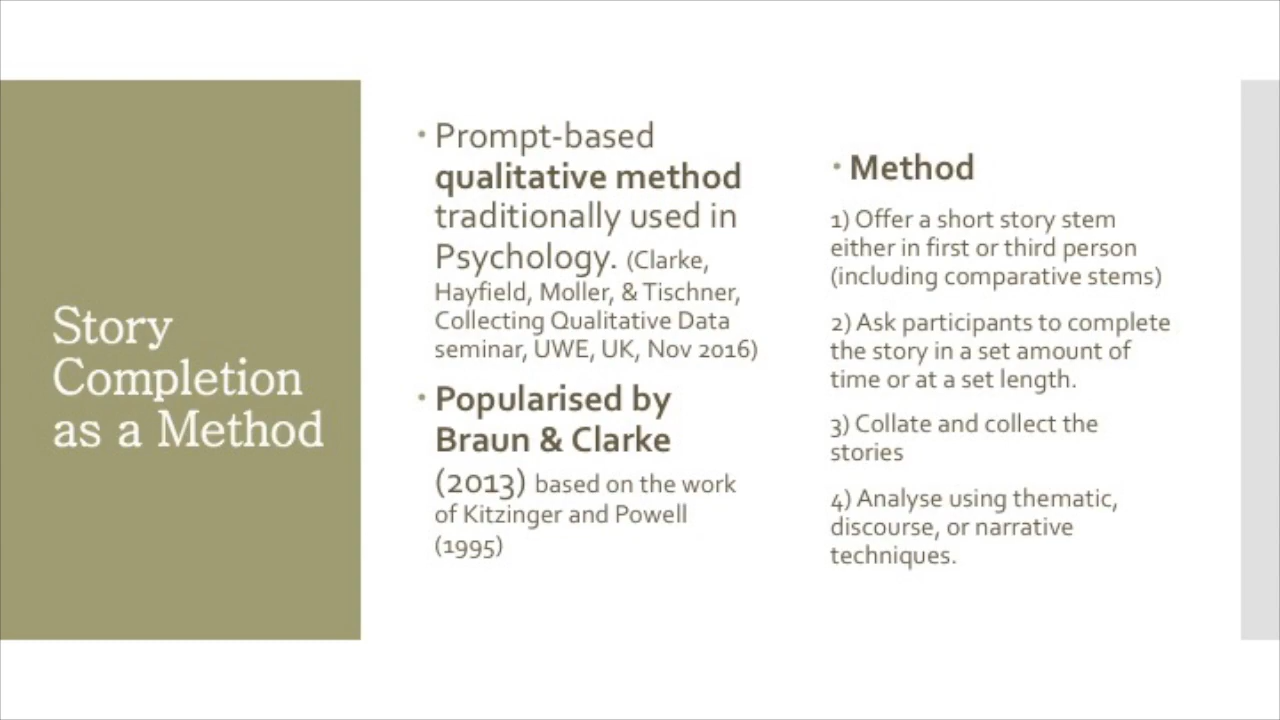 Story
Completion
as a Method
• Prompt-based
qualitative method
traditionally used in
Psychology. (Clarke,
Hayfield, Moller, & Tischner,
Collecting Qualitative Data
seminar, UWE, UK, Nov 2016)
• Popularised by
Braun & Clarke
(2013) based on the work
of Kitzinger and Powell
(1995)
• Method
1) Offer a short story stem
either in first or third person
(including comparative stems)
2) Ask participants to complete
the story in a set amount of
time or at a set length.
3) Collate and collect the
stories
4) Analyse using thematic,
discourse, or narrative
techniques.